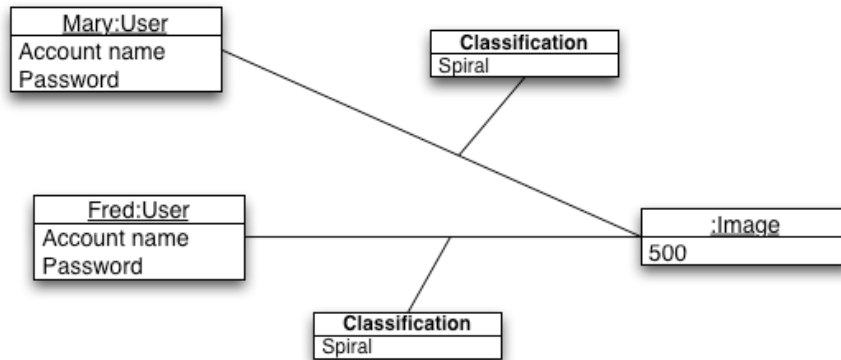 Mary:User
Account name
Password
Classification
Spiral
Fred:User
Account name
Password
:Image
500
Classification
Spiral